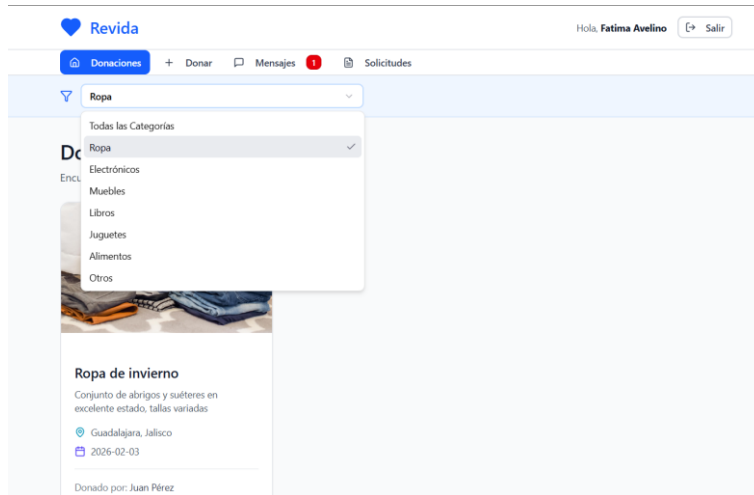 Revida
Hola, Fatima Avelino
Salir
Donaciones
Donar
Mensajes
1
Solicitudes
Ropa
Todas las Categorías
Ropa
Electrónicos
Muebles
Libros
Juguetes
Alimentos
Otros
Ropa de invierno
Conjunto de abrigos y suéteres en
excelente estado, tallas variadas
Guadalajara, Jalisco
2026-02-03
Donado por: Juan Pérez